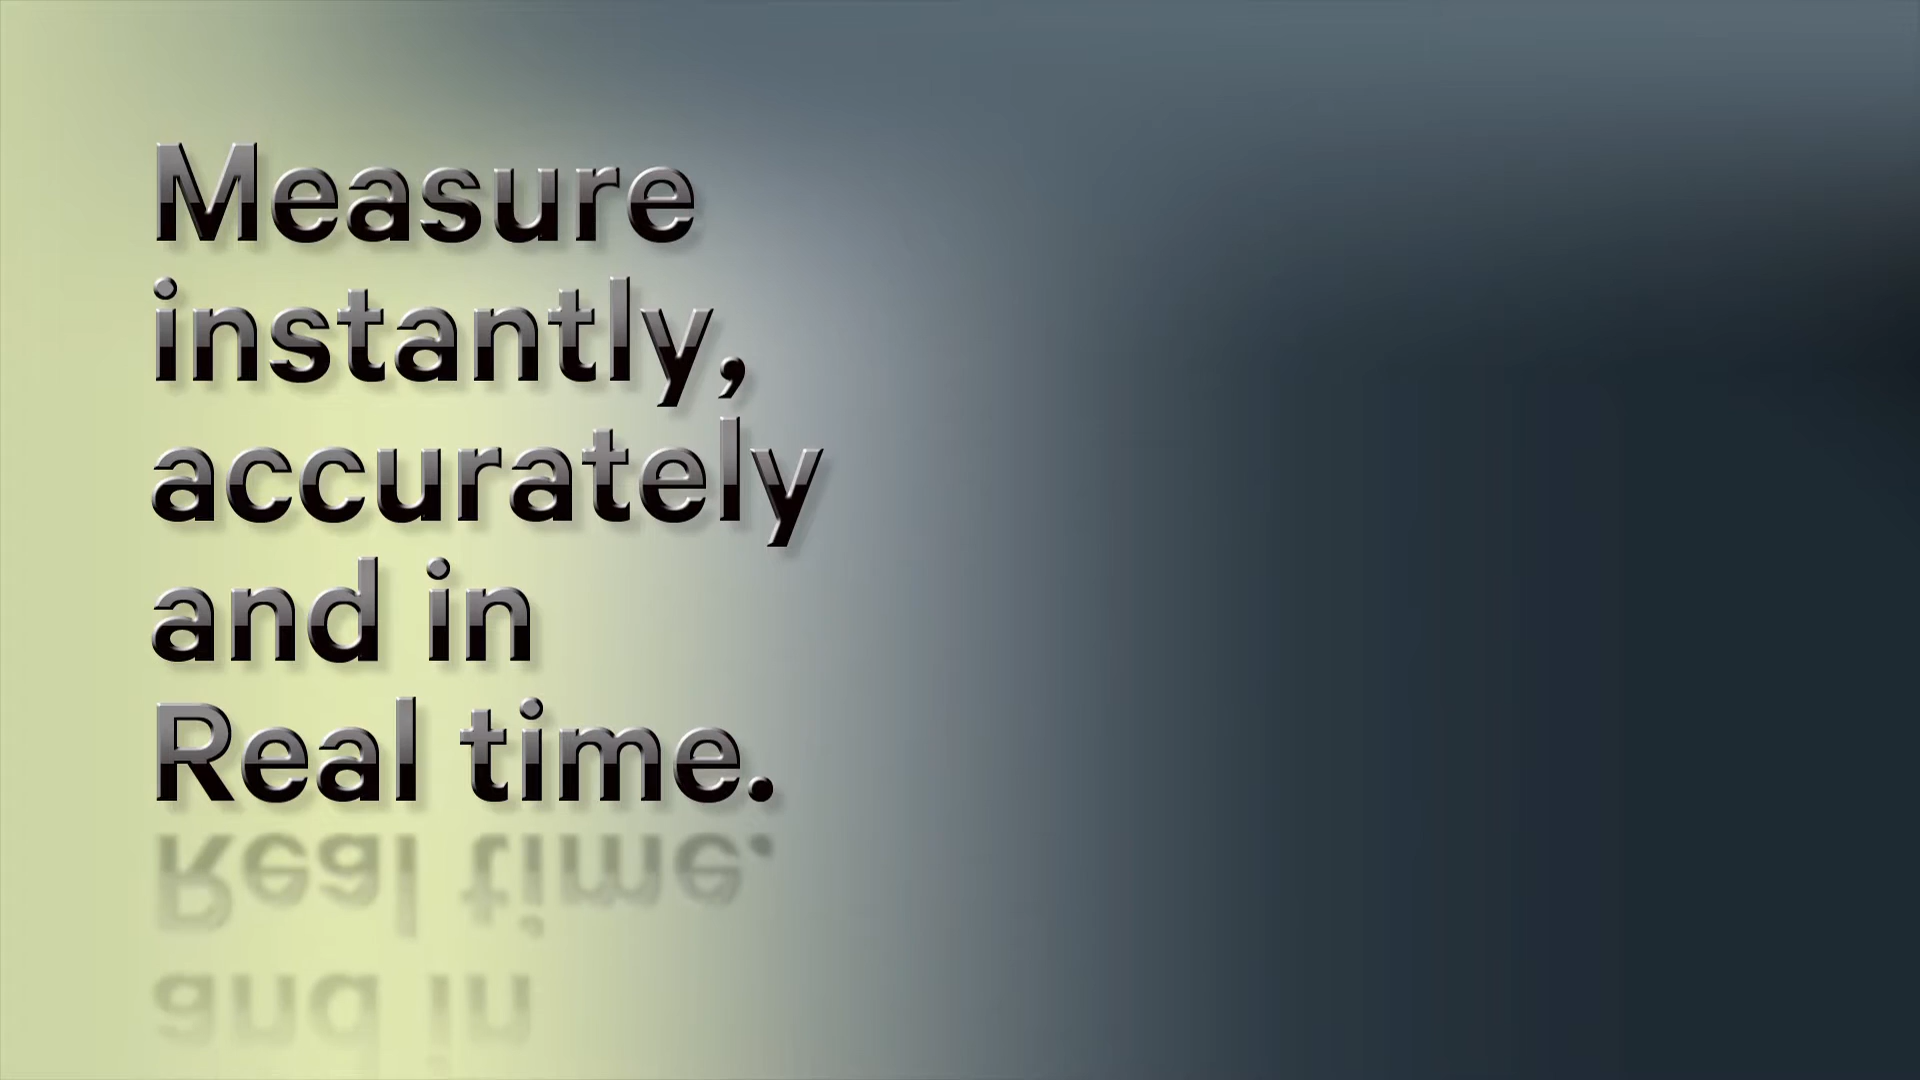 Measure
instantly,
accurately
and in
Real time.